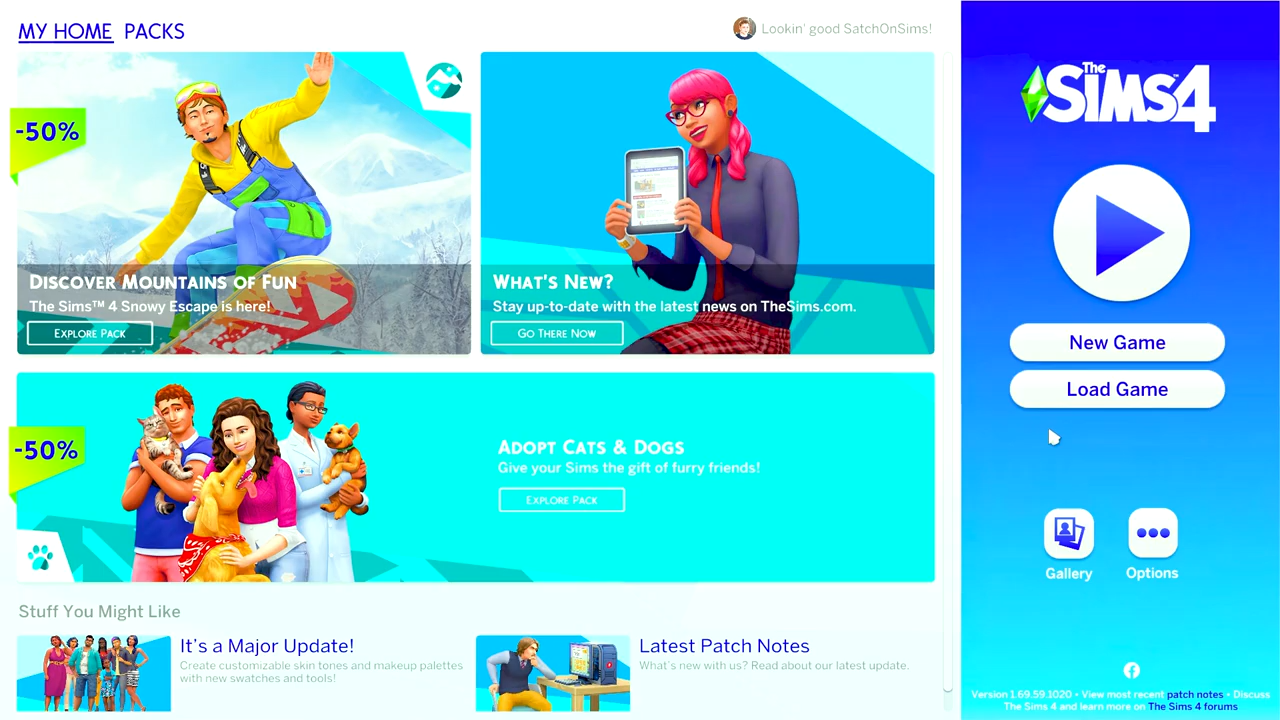 MY HOME PACKS
Lookin' good SatchOnSims!
-50%
DISCOVER MOUNTAINS OF FUN
The Sims™ 4 Snowy Escape is here!
EXPLORE PACK
WHAT'S NEW?
Stay up-to-date with the latest news on TheSims.com.
GO THERE NOW
-50%
ADOPT CATS & DOGS
Give your Sims the gift of furry friends!
EXPLORE PACK
Stuff You Might Like
It's a Major Update!
Create customizable skin tones and makeup palettes
with new swatches and tools!
Latest Patch Notes
What's new with us? Read about our latest update.
The
SIMS4
New Game
Load Game
Gallery
Options
Version 1.69.59.1020 • View most recent patch notes • Discuss
The Sims 4 and learn more on The Sims 4 forums